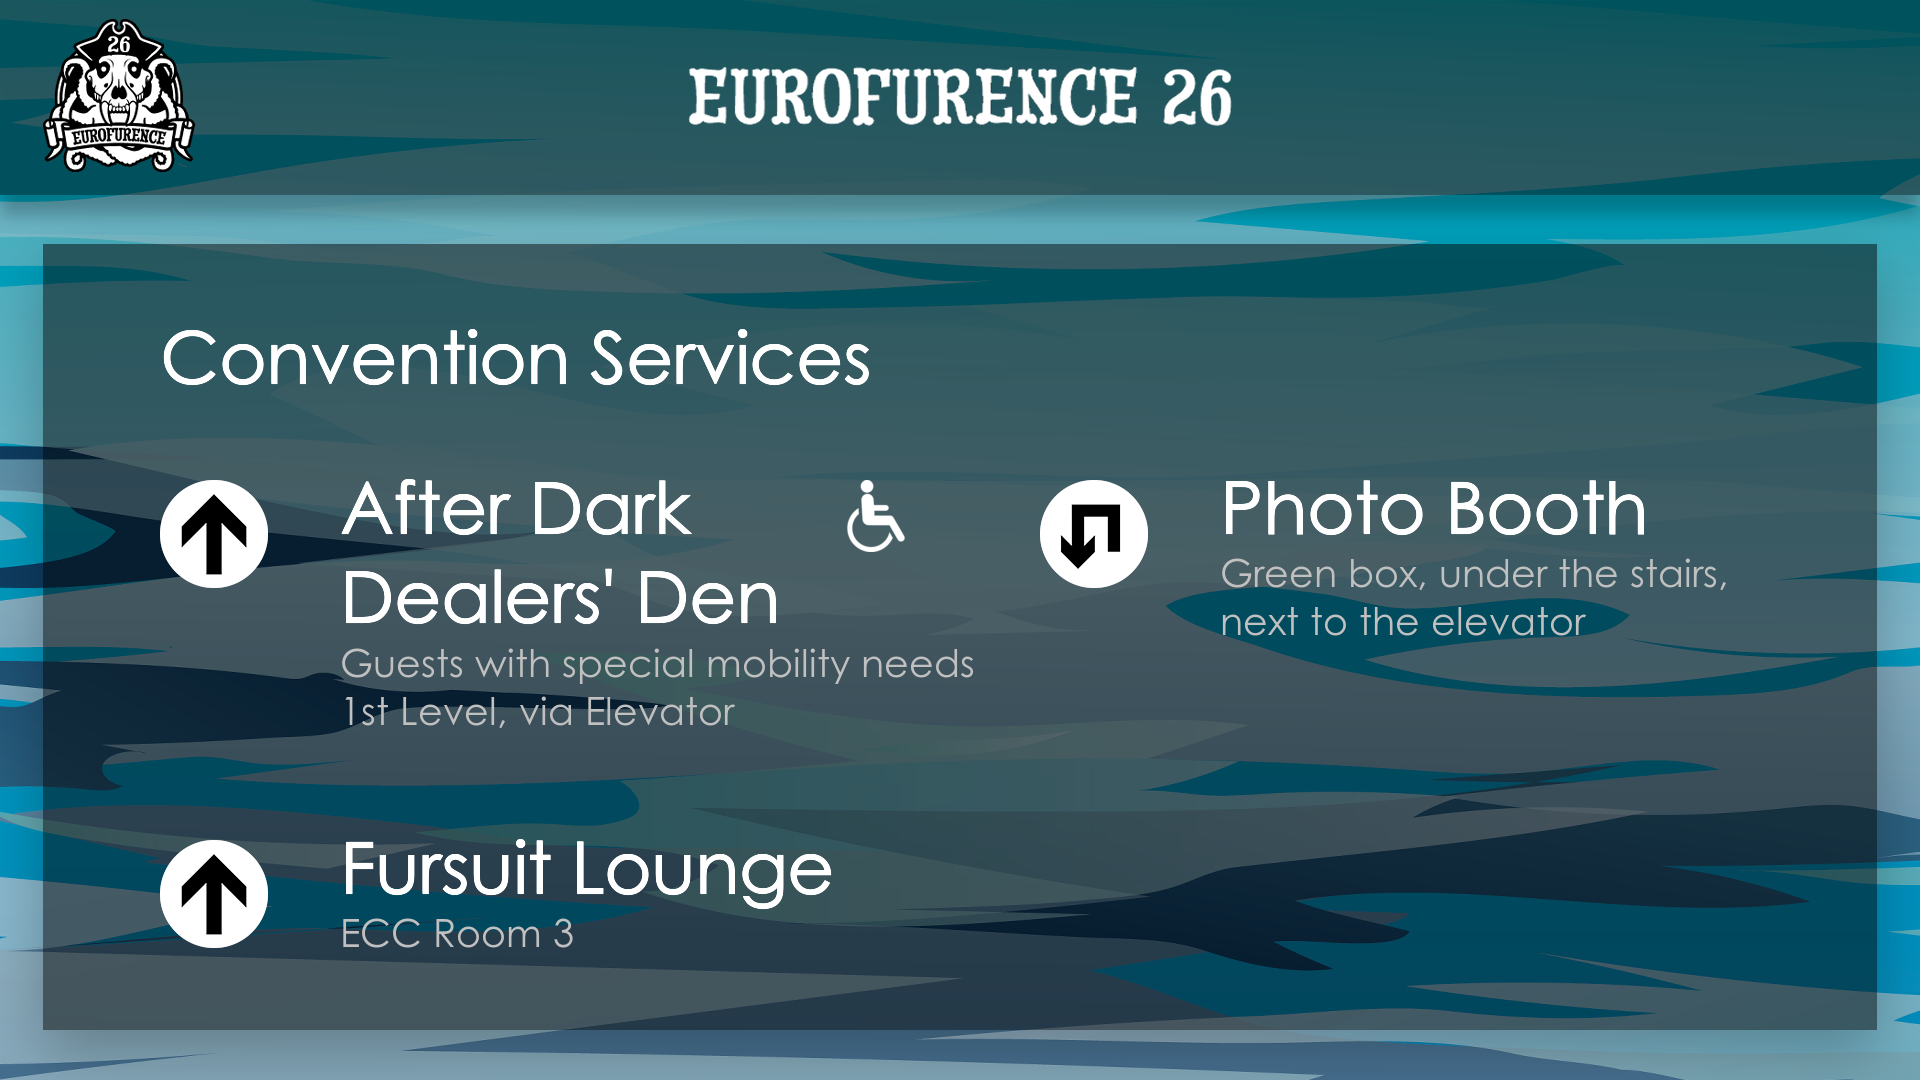 26
EUROFURENCE
EUROFURENCE 26
Convention Services
After Dark
Dealers' Den
Guests with special mobility needs
1st Level, via Elevator
Photo Booth
Green box, under the stairs,
next to the elevator
Fursuit Lounge
ECC Room 3